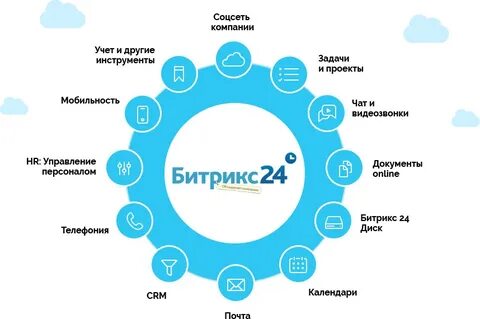 Соцсеть
компании
Задачи
и проекты
Чат и
видеозвонки
Документы
online
Битрикс 24
Диск
Календари
Почта
CRM
Телефония
HR: Управление
персоналом
Мобильность
Учет и другие
инструменты
Битрикс24